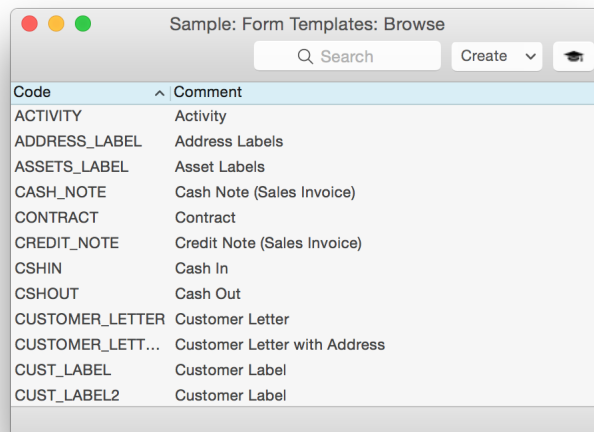 Sample: Form Templates: Browse
Search Create
Code Comment
ACTIVITY Activity
ADDRESS_LABEL Address Labels
ASSETS_LABEL Asset Labels
CASH_NOTE Cash Note (Sales Invoice)
CONTRACT Contract
CREDIT_NOTE Credit Note (Sales Invoice)
CSHIN Cash In
CSHOUT Cash Out
CUSTOMER_LETTER Customer Letter
CUSTOMER_LETT... Customer Letter with Address
CUST_LABEL Customer Label
CUST_LABEL2 Customer Label